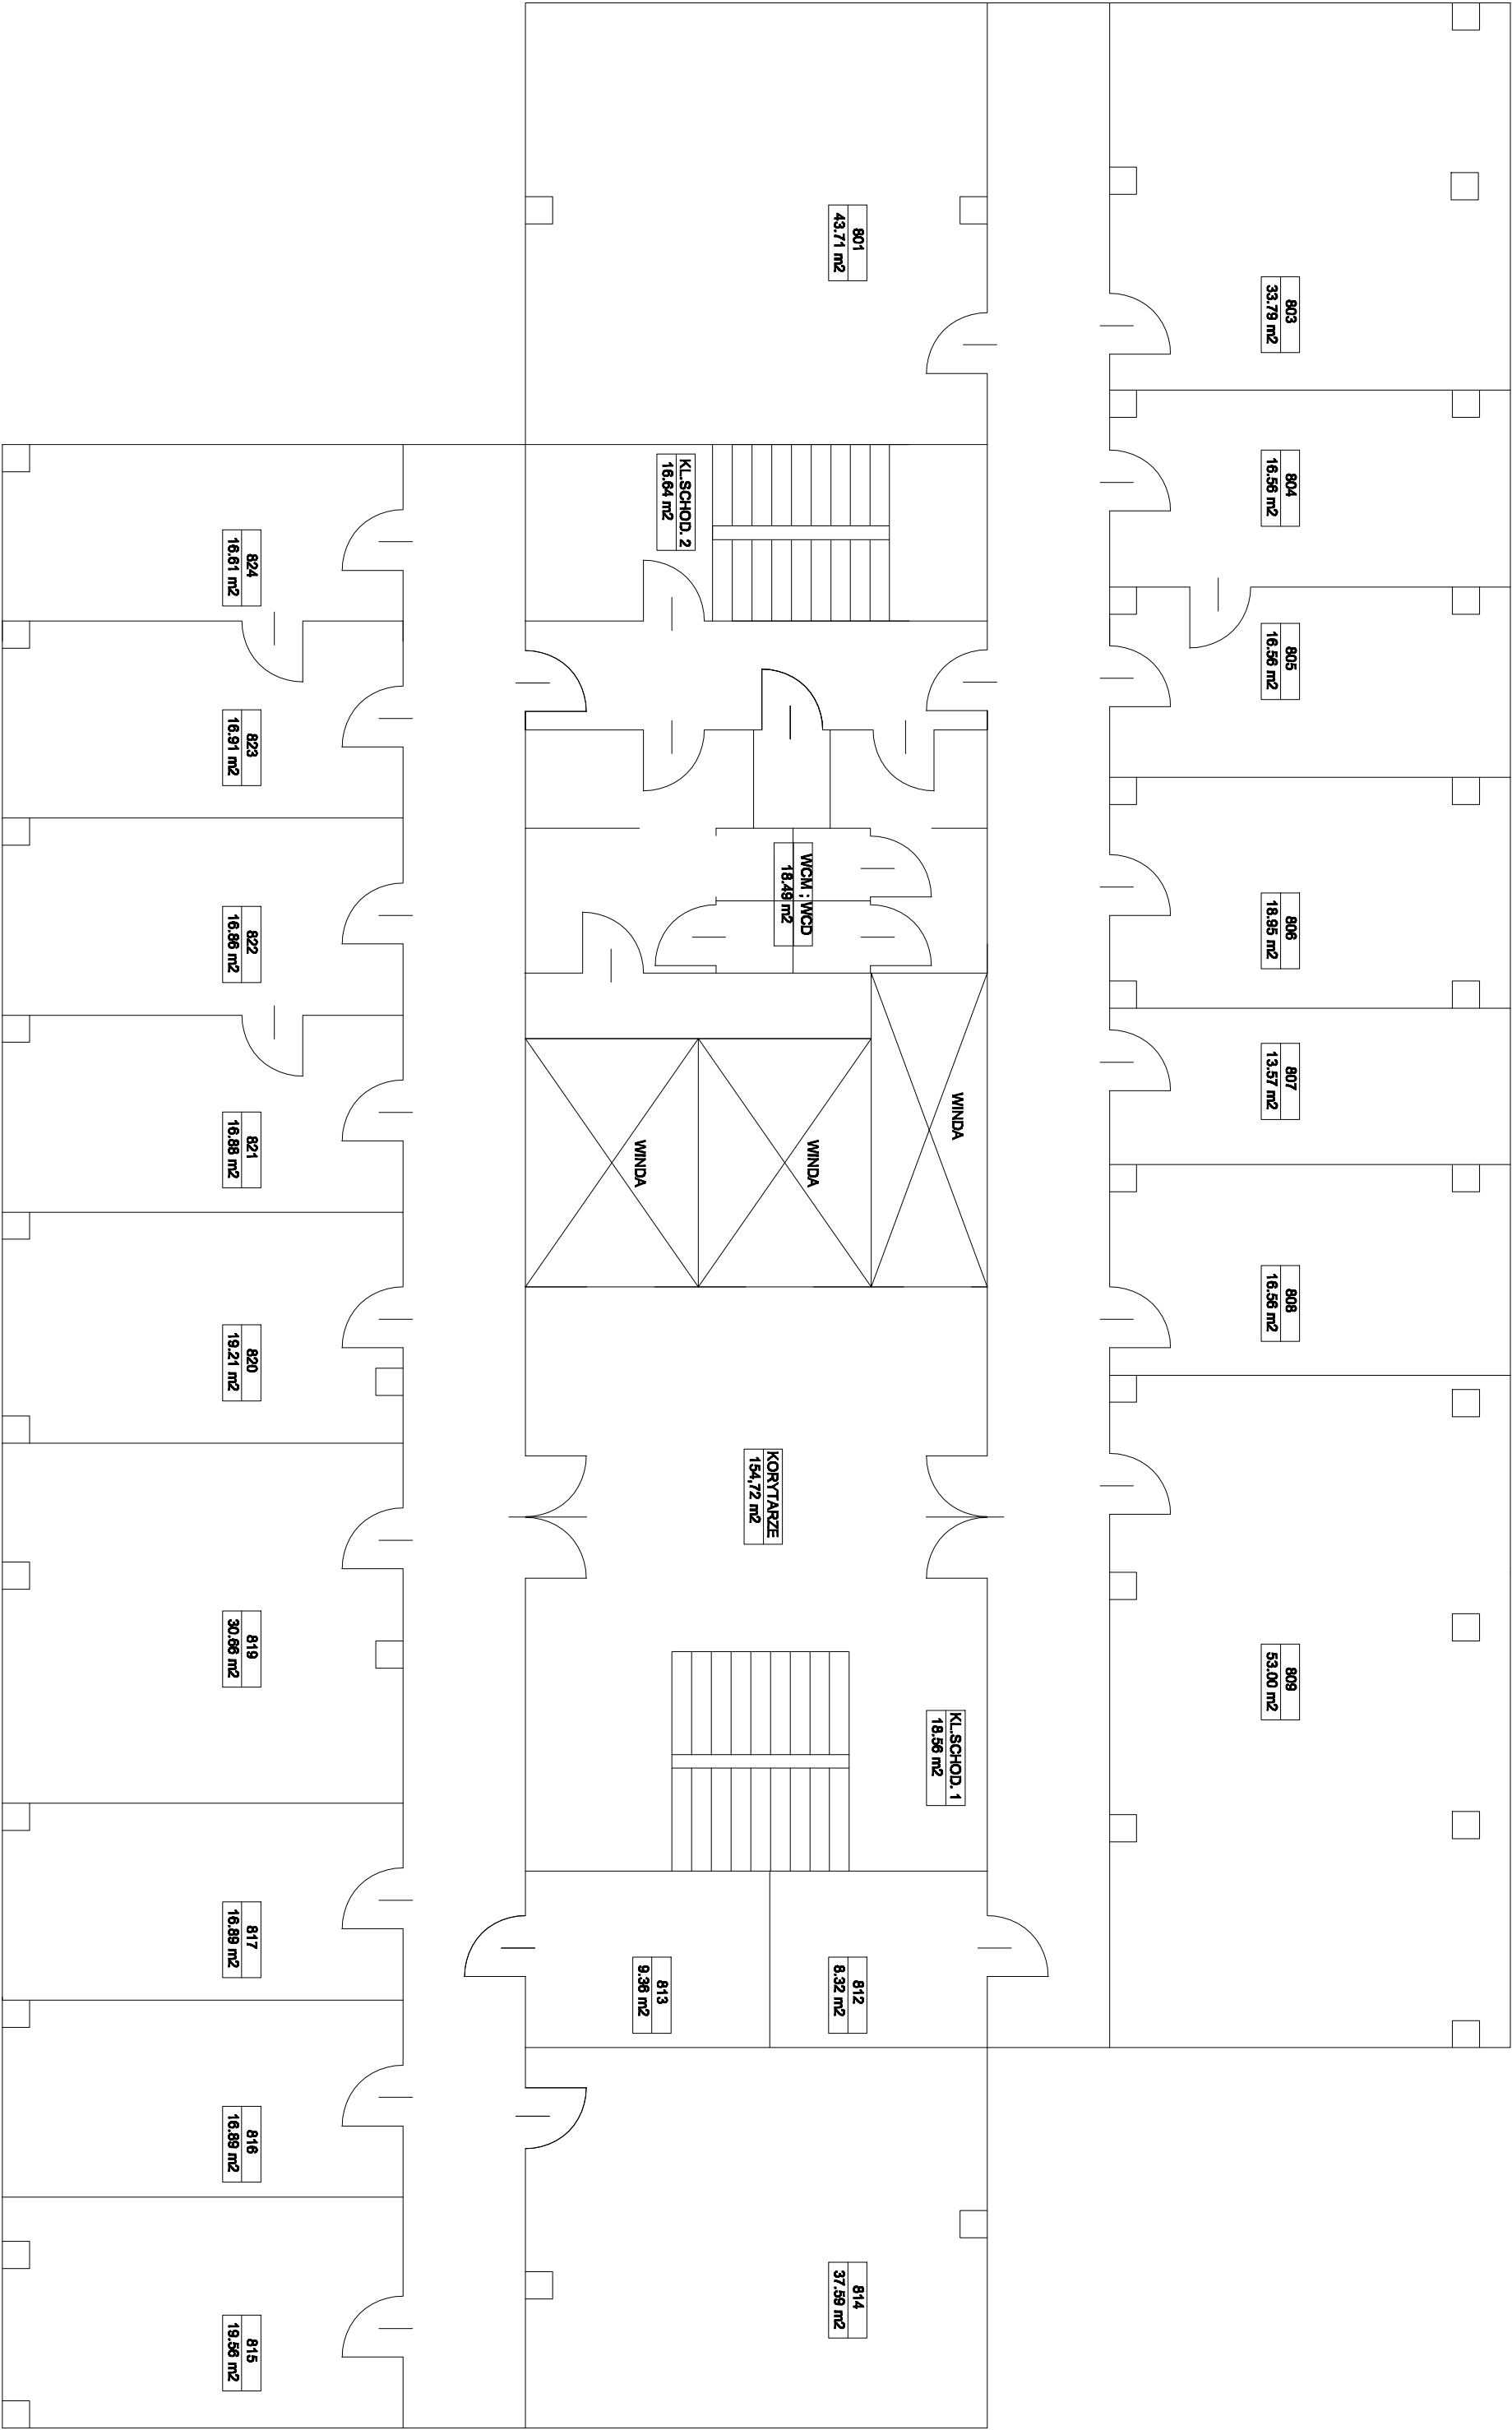 803
33.79 m2
804
16.56 m2
805
16.56 m2
806
18.95 m2
807
13.57 m2
808
16.56 m2
809
53.00 m2
801
43.71 m2
KL.SCHOD. 2
16.64 m2
WCM ; WCD
18.49 m2
WINDA
WINDA
WINDA
KORYTARZE
154,72 m2
KL.SCHOD. 1
18.56 m2
812
8.32 m2
813
9.36 m2
814
37.59 m2
824
16.61 m2
823
16.91 m2
822
16.86 m2
821
16.88 m2
820
19.21 m2
819
30.66 m2
817
16.89 m2
816
16.89 m2
815
19.56 m2